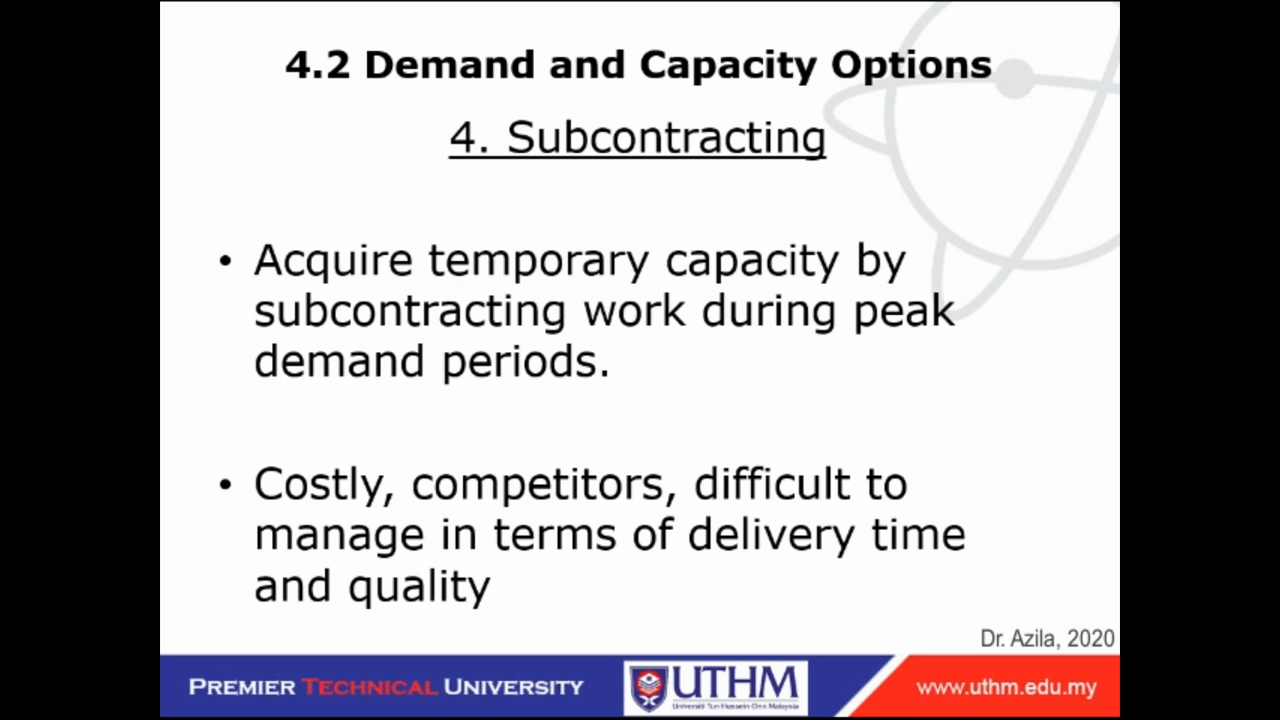 4.2 Demand and Capacity Options
4. Subcontracting
• Acquire temporary capacity by
subcontracting work during peak
demand periods.
• Costly, competitors, difficult to
manage in terms of delivery time
and quality
Dr. Azila, 2020
PREMIER TECHNICAL UNIVERSITY
UTHM
Universiti Tun Hussein Onn Malaysia
www.uthm.edu.my